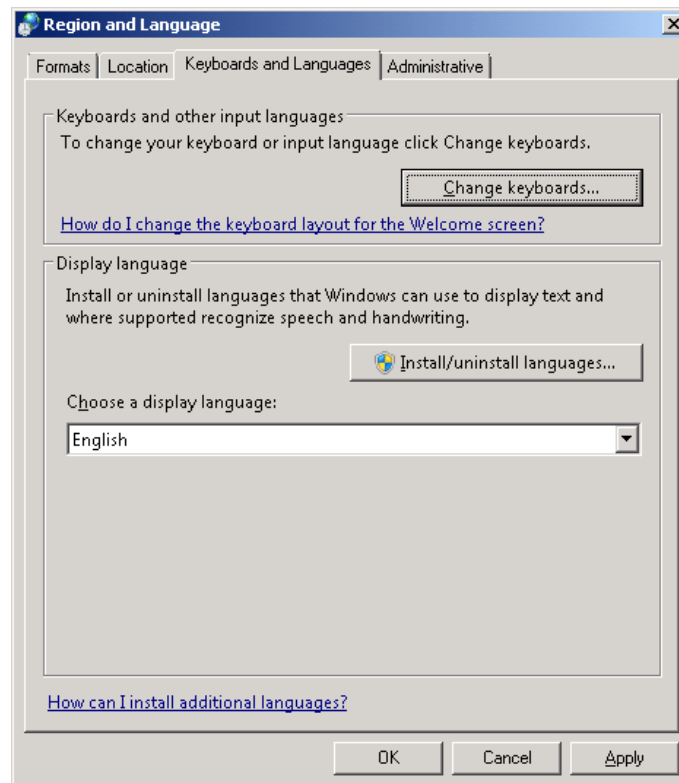 Region and Language
Formats Location Keyboards and Languages Administrative
Keyboards and other input languages
To change your keyboard or input language click Change keyboards.
Change keyboards...
How do I change the keyboard layout for the Welcome screen?
Display language
Install or uninstall languages that Windows can use to display text and
where supported recognize speech and handwriting.
Install/uninstall languages...
Choose a display language:
English
How can I install additional languages?
OK Cancel Apply